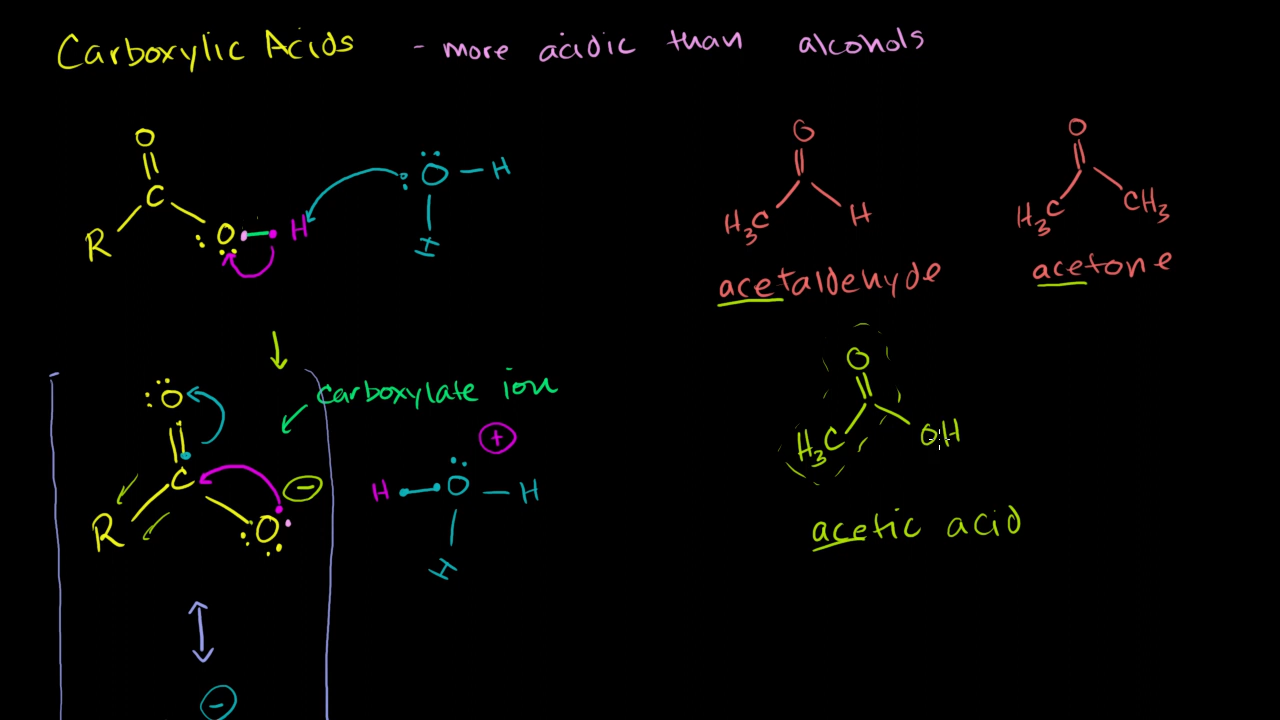 Carboxylic Acids - more acidic than alcohols
O
C
R
O
H
O - H
H
O
H3C
H
acetaldehyde
O
H3C
CH3
acetone
O
C
R
O
−
carboxylate ion
+
H
O
H
H
O
H3C
OH
acetic acid
−